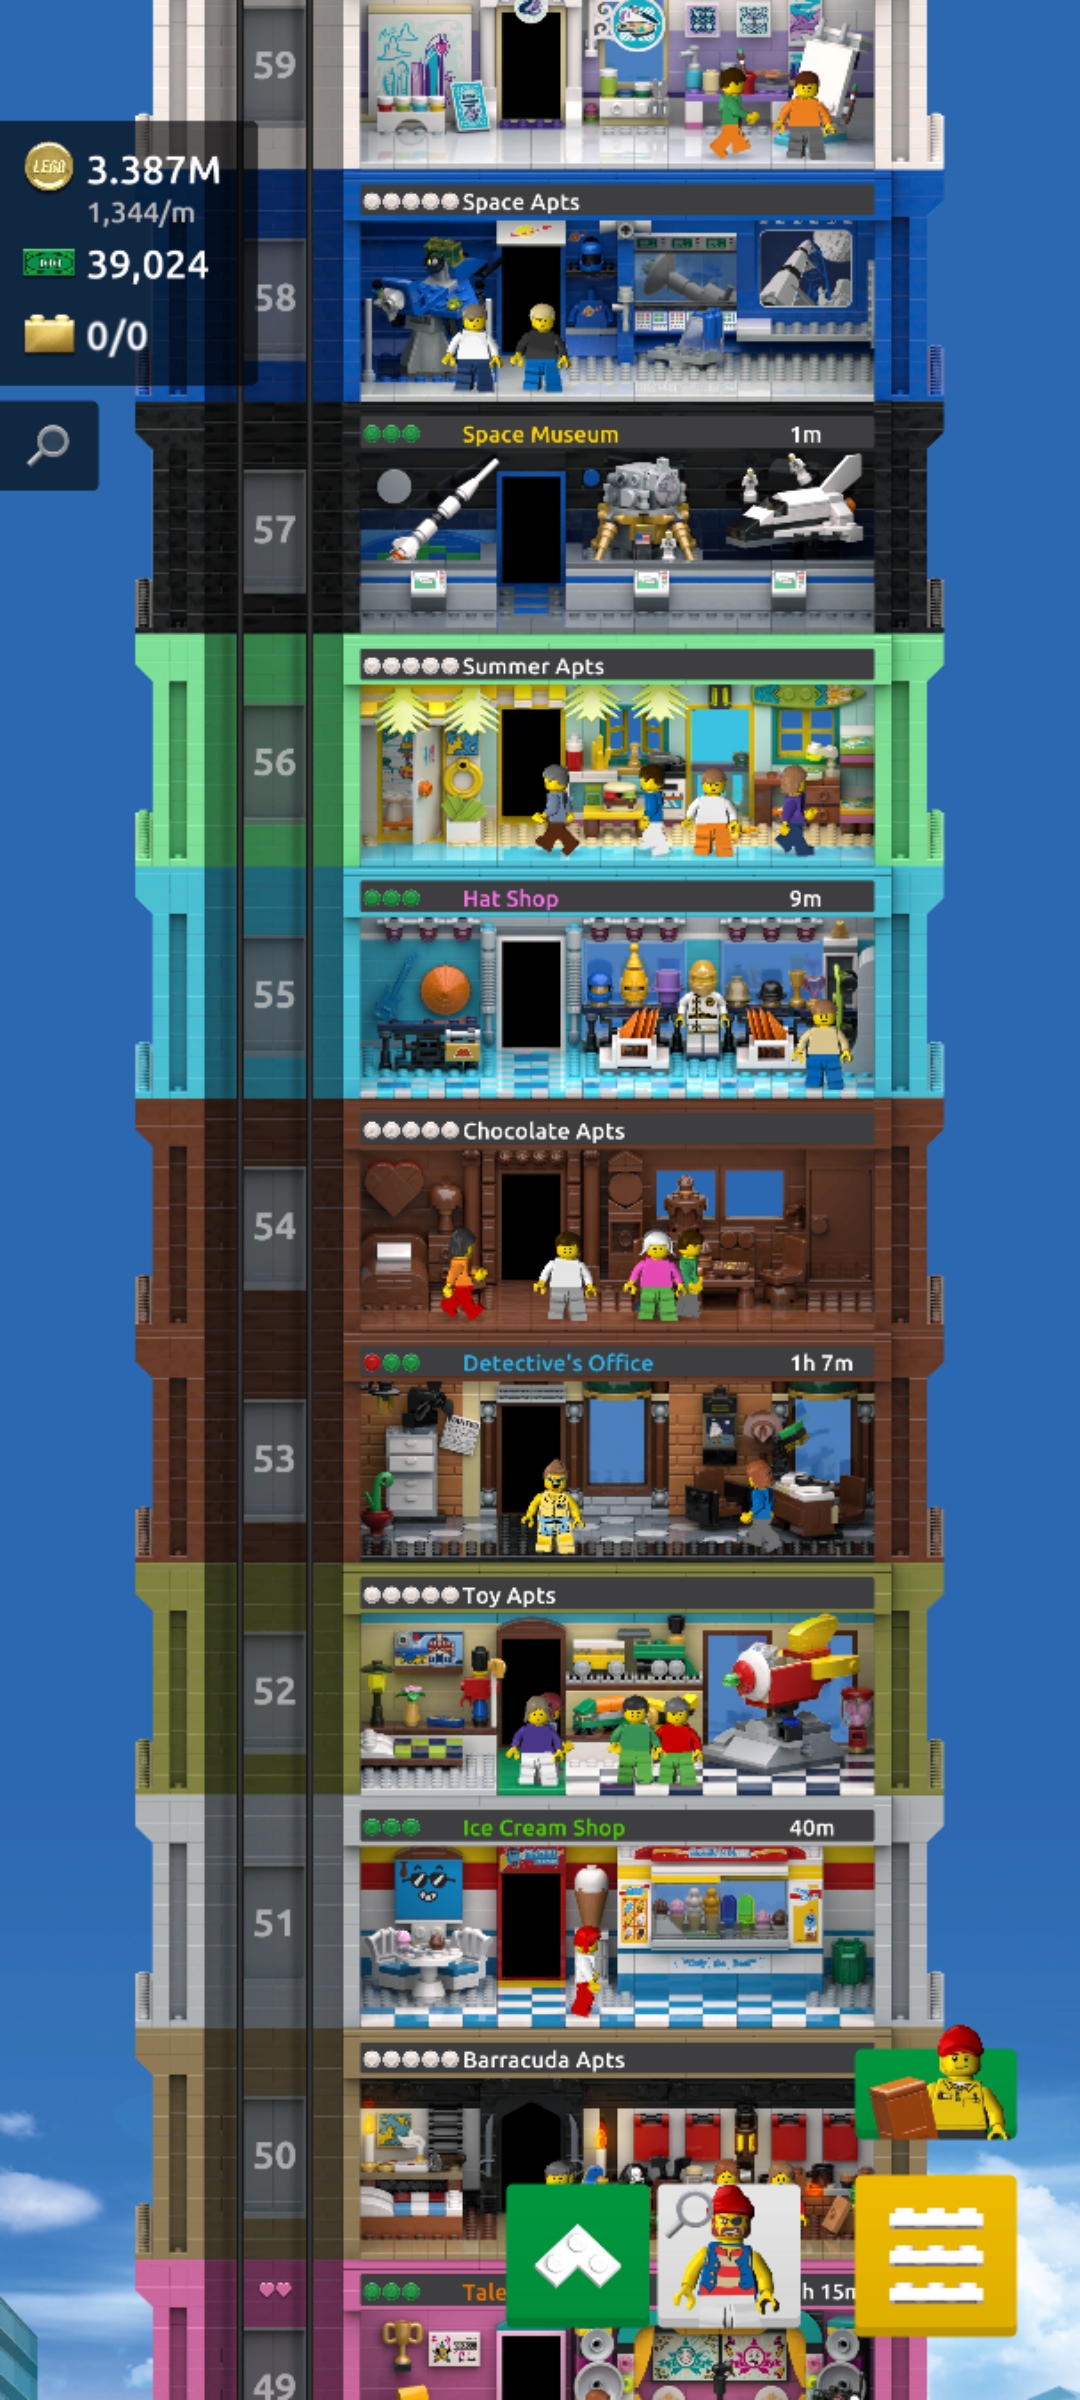 59
LEGO 3.387M
1,344/m
39,024
0/0
Space Apts
58
Space Museum 1m
57
Summer Apts
56
Hat Shop 9m
55
Chocolate Apts
54
Detective's Office 1h 7m
53
WANTED
Toy Apts
52
Ice Cream Shop 40m
51
Barracuda Apts
50
Tale
h 15m
49